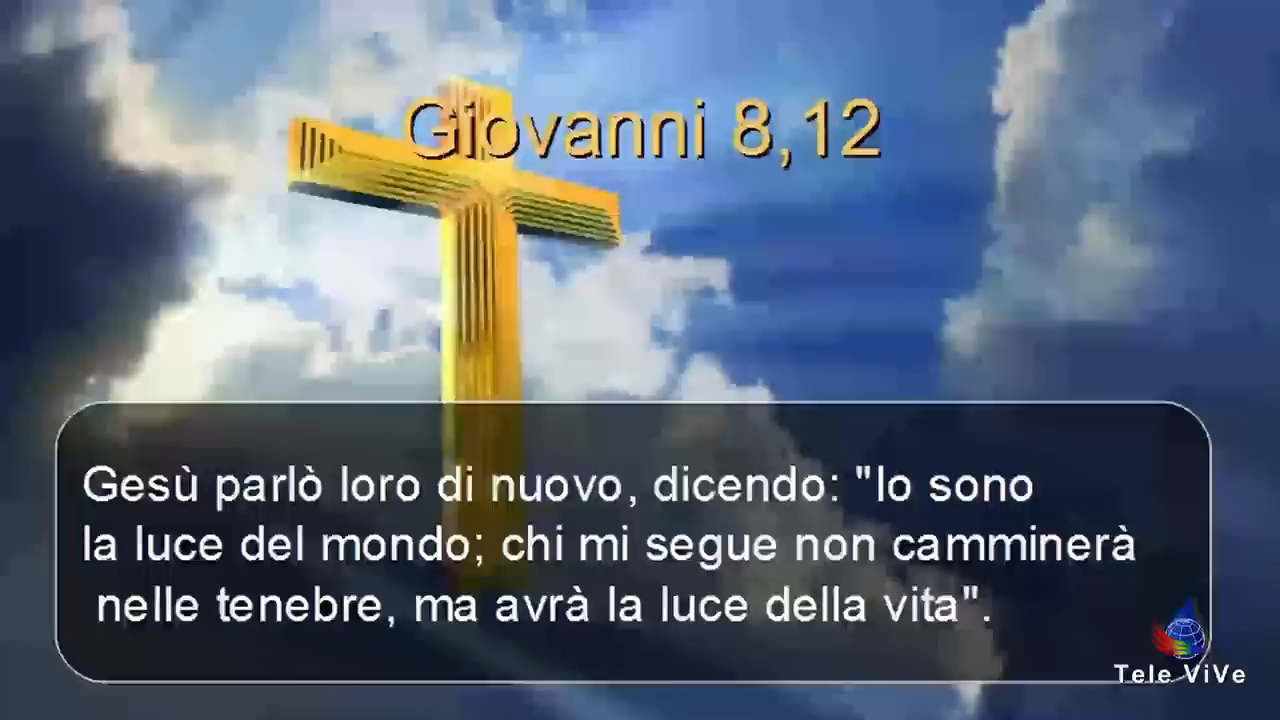 Giovanni 8,12
Gesù parlò loro di nuovo, dicendo: "Io sono
la luce del mondo; chi mi segue non camminerà
nelle tenebre, ma avrà la luce della vita".
Tele ViVe